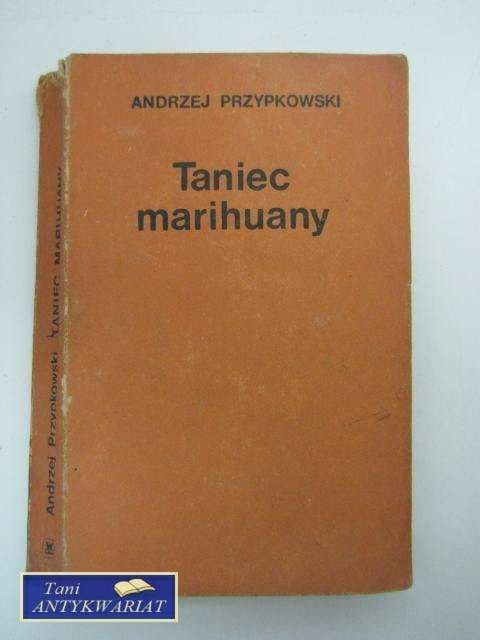 ANDRZEJ PRZYPKOWSKI
Taniec
marihuany
Andrzej Przypkowski TANIEC MARIHUANY
Tani
ANTYKWARIAT